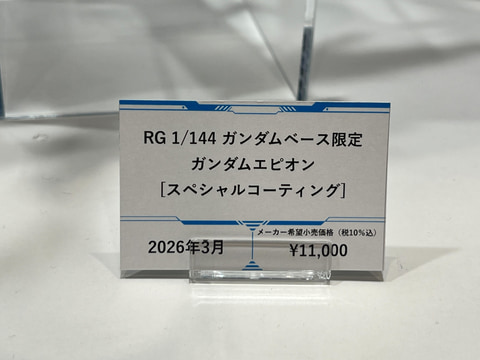 RG 1/144 ガンダムベース限定
ガンダムエピオン
[スペシャルコーティング]
メーカー希望小売価格（税10%込）
2026年3月 ¥11,000